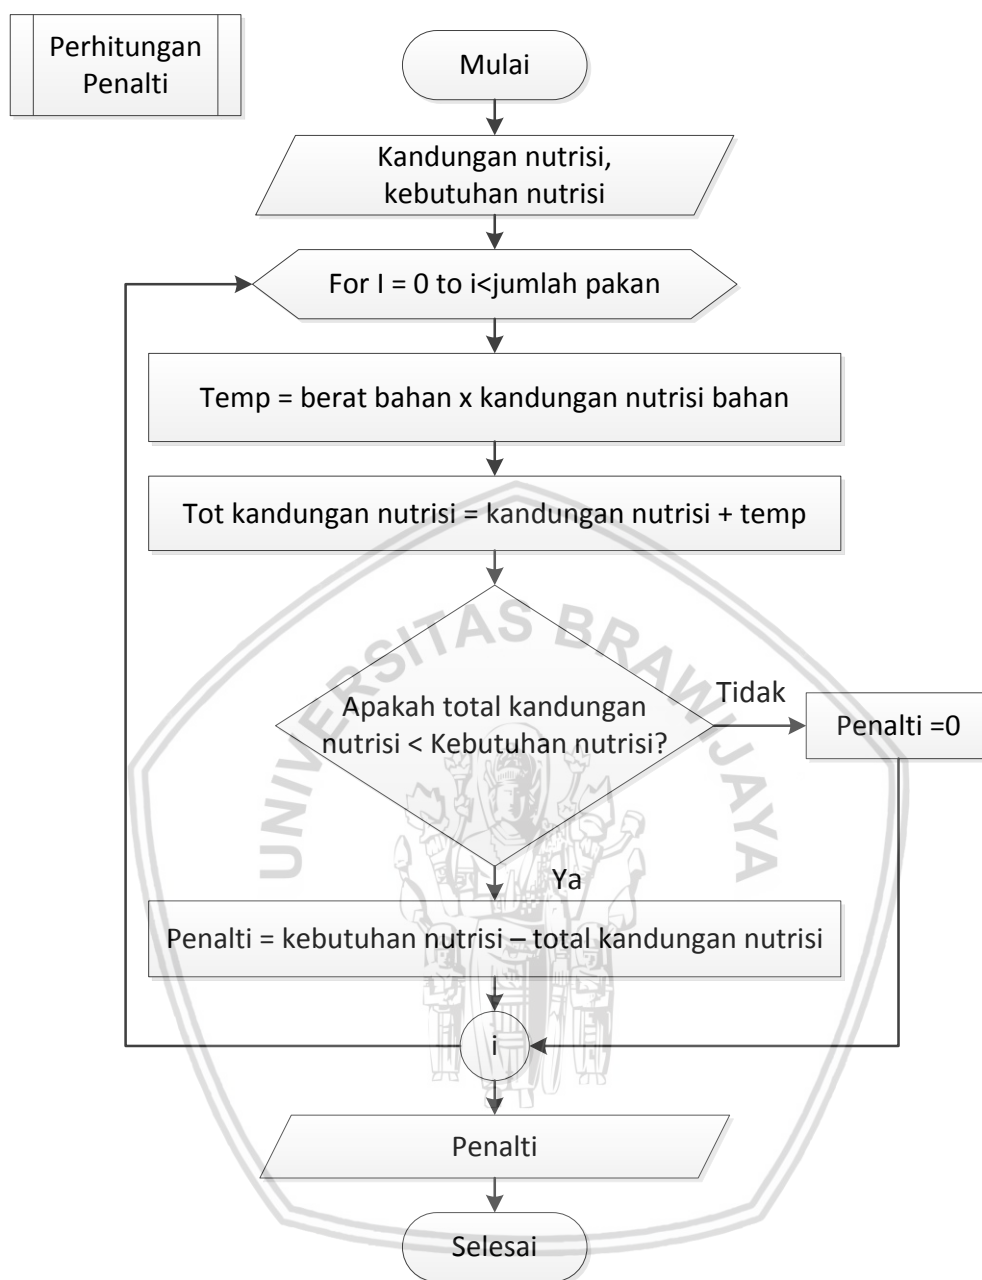 Perhitungan
Penalti
Mulai
Kandungan nutrisi,
kebutuhan nutrisi
For I = 0 to i<jumlah pakan
Temp = berat bahan x kandungan nutrisi bahan
Tot kandungan nutrisi = kandungan nutrisi + temp
UNIVERSITAS BRAWIJAYA
Apakah total kandungan
nutrisi < Kebutuhan nutrisi?
Tidak
Penalti =0
Ya
Penalti = kebutuhan nutrisi – total kandungan nutrisi
i
Penalti
Selesai